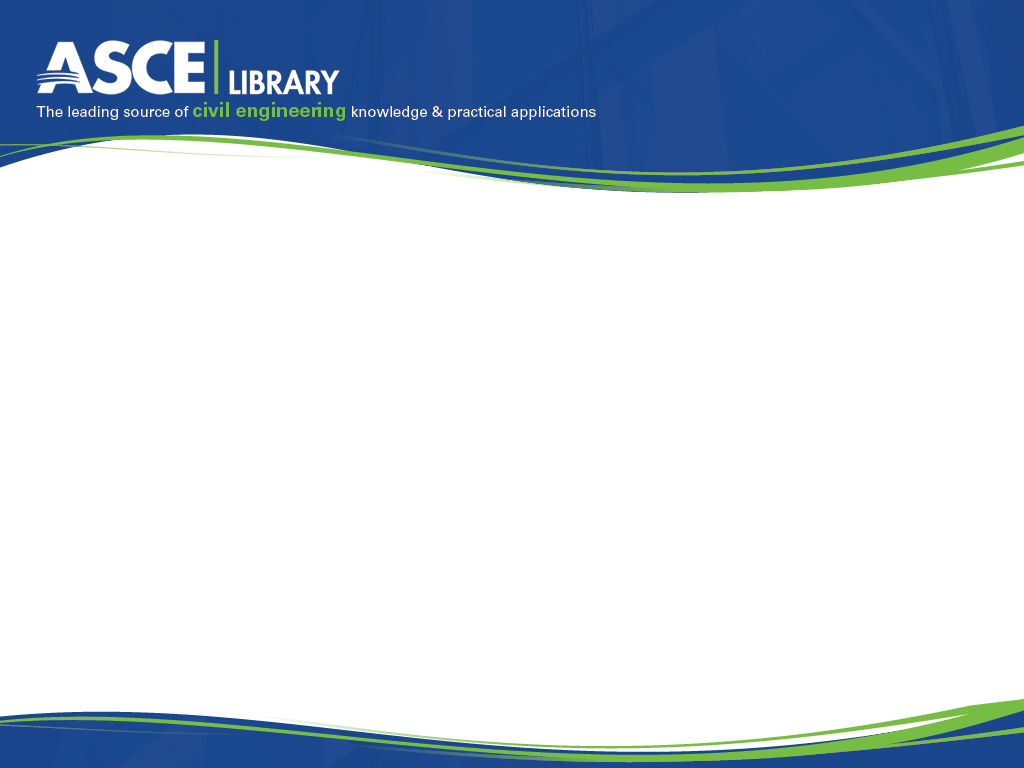 ASCE LIBRARY
The leading source of civil engineering knowledge & practical applications